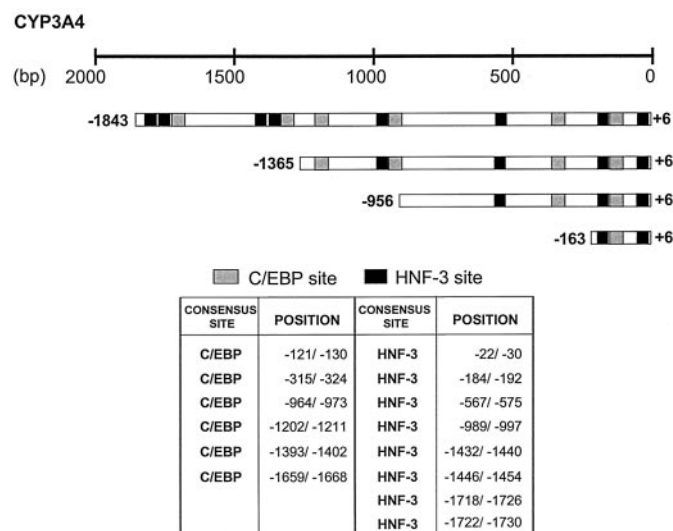 CYP3A4
(bp) 2000 1500 1000 500 0
-1843 +6
-1365 +6
-956 +6
-163 +6
C/EBP site HNF-3 site
CONSENSUS SITE POSITION CONSENSUS SITE POSITION
C/EBP -121/ -130 HNF-3 -22/ -30
C/EBP -315/ -324 HNF-3 -184/ -192
C/EBP -964/ -973 HNF-3 -567/ -575
C/EBP -1202/ -1211 HNF-3 -989/ -997
C/EBP -1393/ -1402 HNF-3 -1432/ -1440
C/EBP -1659/ -1668 HNF-3 -1446/ -1454
HNF-3 -1718/ -1726
HNF-3 -1722/ -1730